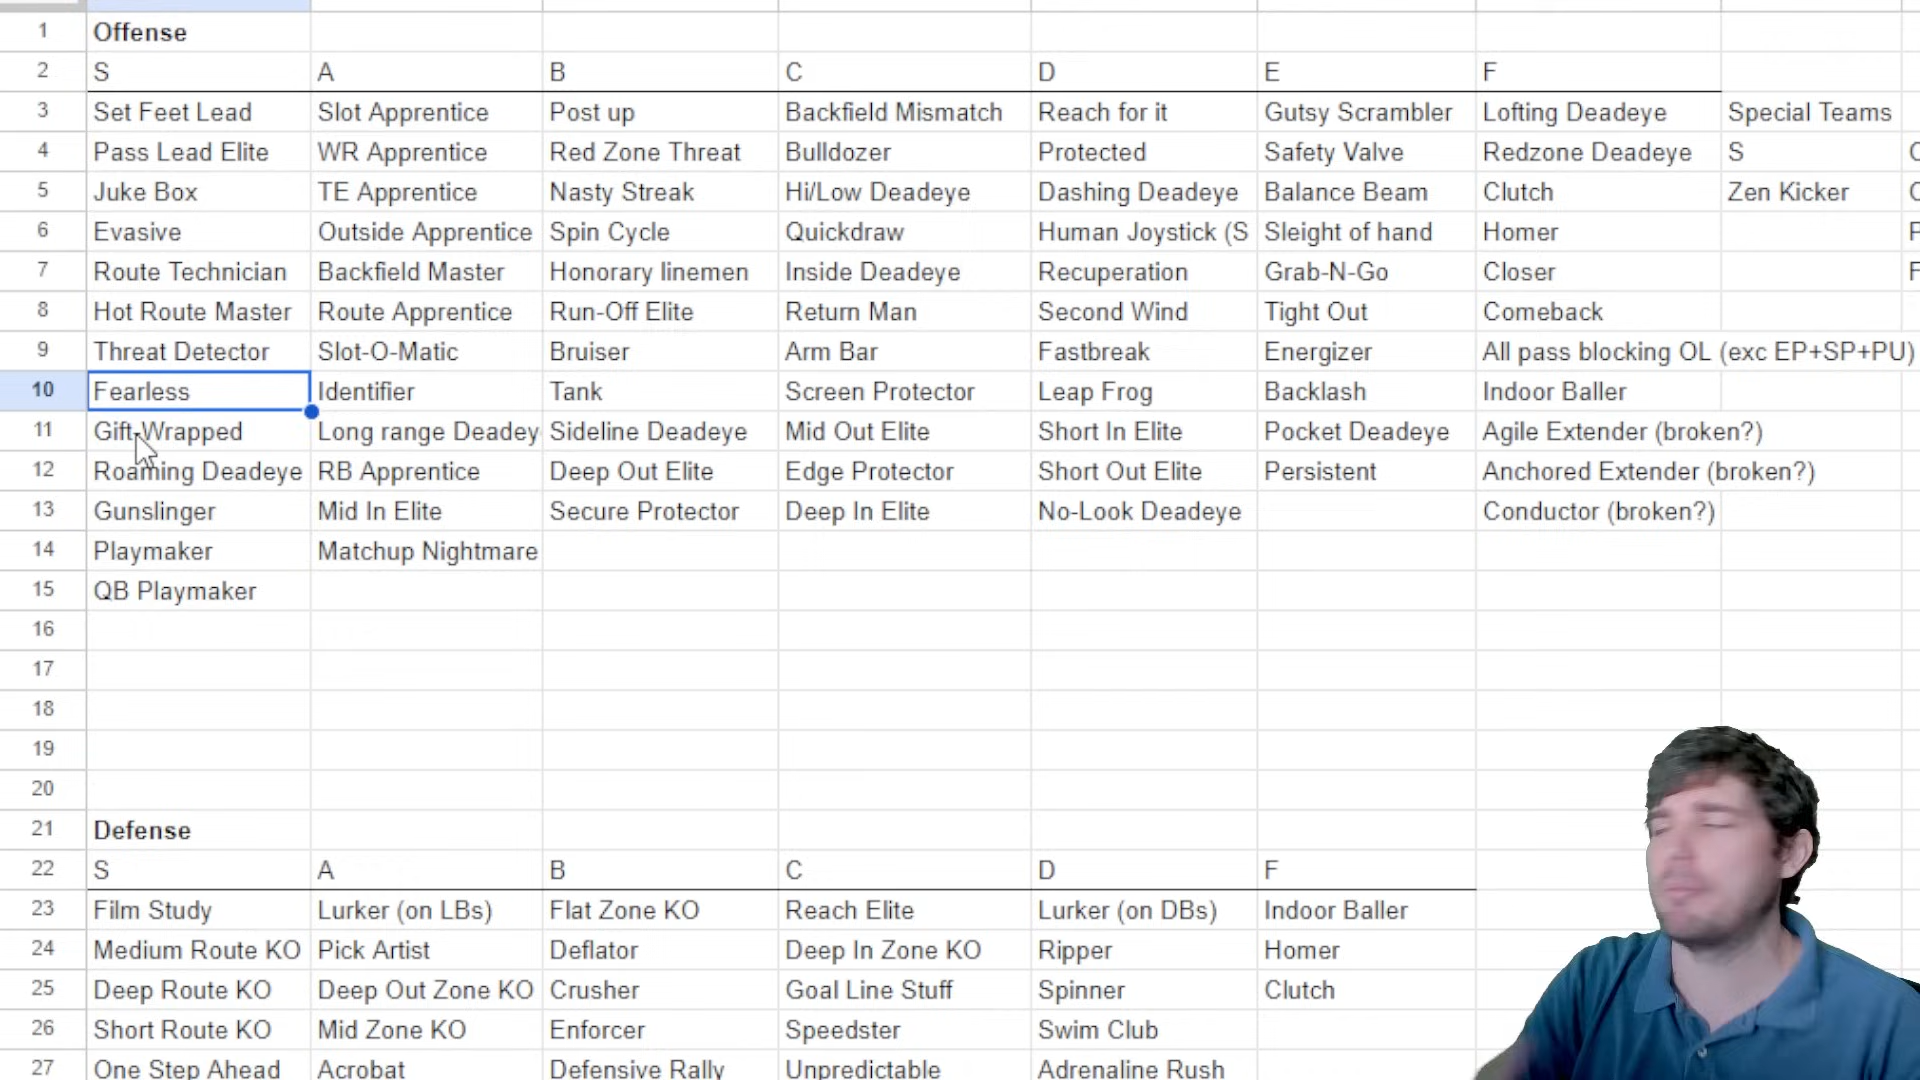 1 Offense
2 S A B C D E F
3 Set Feet Lead Slot Apprentice Post up Backfield Mismatch Reach for it Gutsy Scrambler Lofting Deadeye Special Teams
4 Pass Lead Elite WR Apprentice Red Zone Threat Bulldozer Protected Safety Valve Redzone Deadeye S
5 Juke Box TE Apprentice Nasty Streak Hi/Low Deadeye Dashing Deadeye Balance Beam Clutch Zen Kicker
6 Evasive Outside Apprentice Spin Cycle Quickdraw Human Joystick (S Sleight of hand Homer
7 Route Technician Backfield Master Honorary linemen Inside Deadeye Recuperation Grab-N-Go Closer
8 Hot Route Master Route Apprentice Run-Off Elite Return Man Second Wind Tight Out Comeback
9 Threat Detector Slot-O-Matic Bruiser Arm Bar Fastbreak Energizer All pass blocking OL (exc EP+SP+PU)
10 Fearless Identifier Tank Screen Protector Leap Frog Backlash Indoor Baller
11 Gift-Wrapped Long range Deadey Sideline Deadeye Mid Out Elite Short In Elite Pocket Deadeye Agile Extender (broken?)
12 Roaming Deadeye RB Apprentice Deep Out Elite Edge Protector Short Out Elite Persistent Anchored Extender (broken?)
13 Gunslinger Mid In Elite Secure Protector Deep In Elite No-Look Deadeye Conductor (broken?)
14 Playmaker Matchup Nightmare
15 QB Playmaker
16
17
18
19
20
21 Defense
22 S A B C D F
23 Film Study Lurker (on LBs) Flat Zone KO Reach Elite Lurker (on DBs) Indoor Baller
24 Medium Route KO Pick Artist Deflator Deep In Zone KO Ripper Homer
25 Deep Route KO Deep Out Zone KO Crusher Goal Line Stuff Spinner Clutch
26 Short Route KO Mid Zone KO Enforcer Speedster Swim Club
27 One Step Ahead Acrobat Defensive Rally Unpredictable Adrenaline Rush